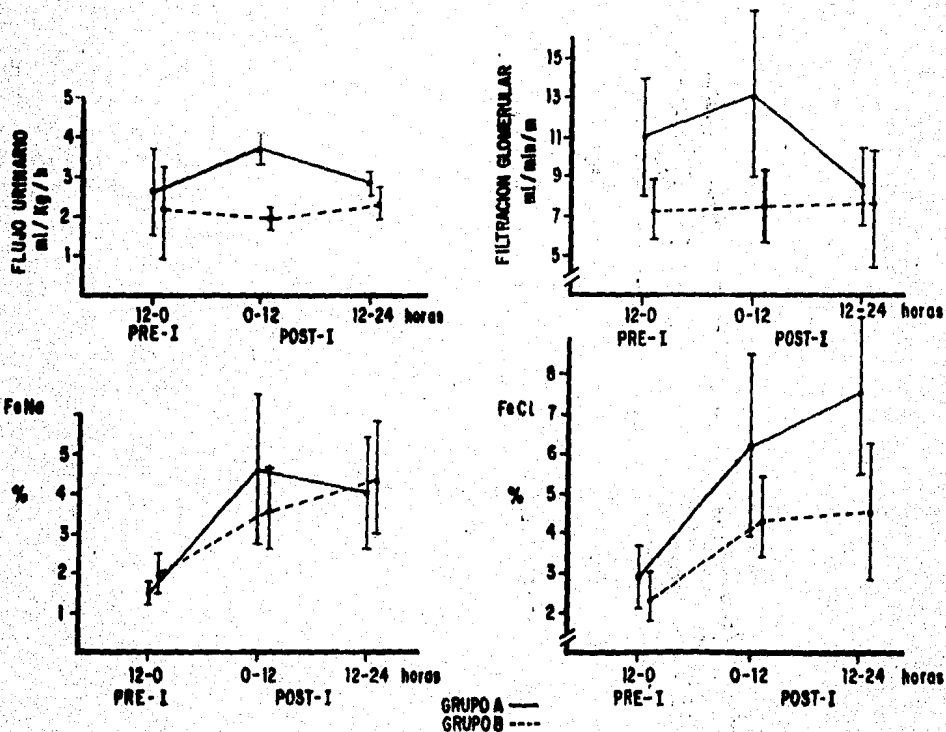 FLUJO URINARIO
ml/Kg/h
5
4
3
2
1
12-0 0-12 12-24 horas
PRE-I POST-I
FILTRACION GLOMERULAR
ml/min/m
15
13
11
9
7
5
12-0 0-12 12-24 horas
PRE-I POST-I
FeNa
%
5
4
3
2
1
12-0 0-12 12-24 horas
PRE-I POST-I
FeCl
%
8
7
6
5
4
3
2
12-0 0-12 12-24 horas
PRE-I POST-I
GRUPO A
GRUPO B